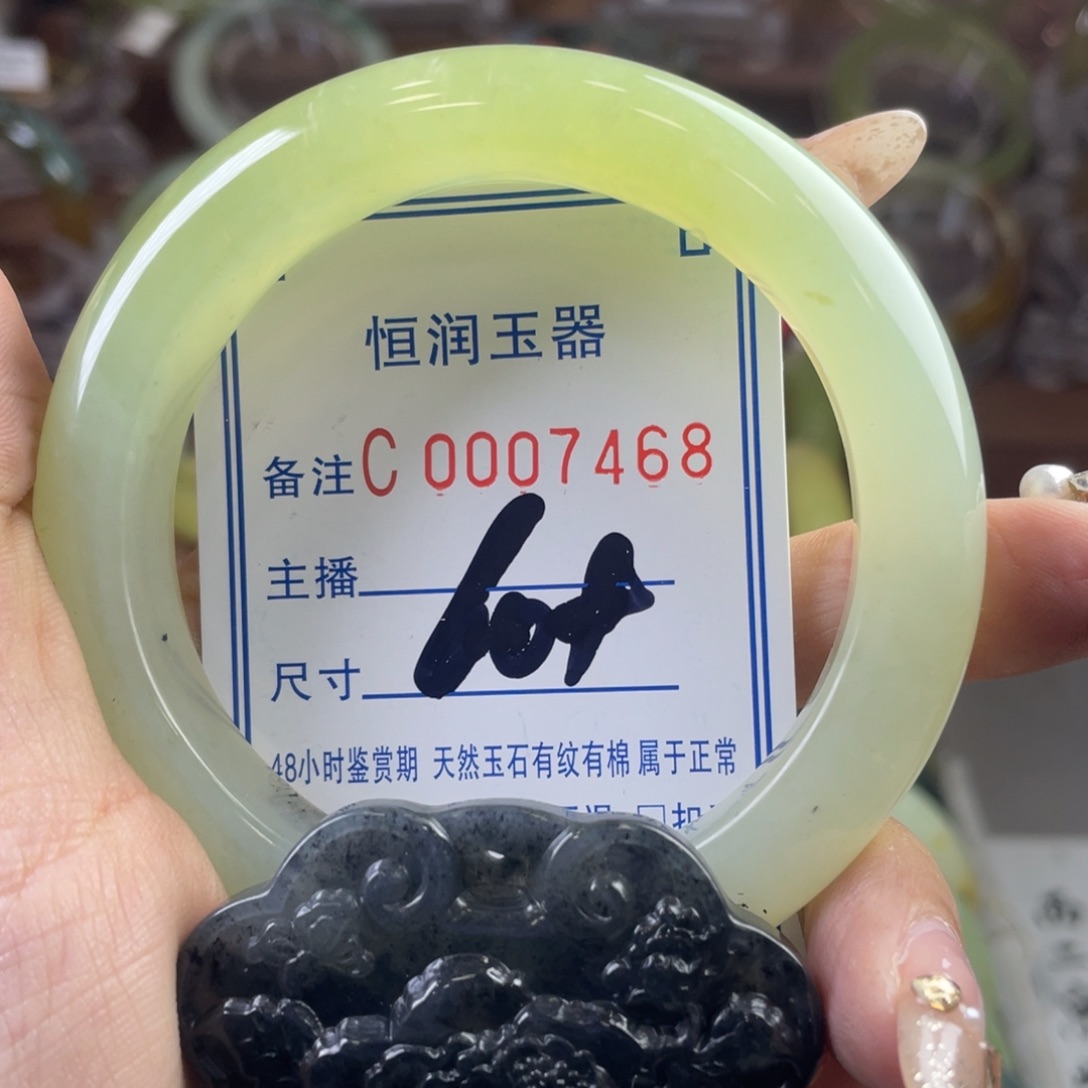 恒润玉器
备注C 0007468
主播
60+
尺寸
48小时鉴赏期 天然玉石有纹有棉 属于正常